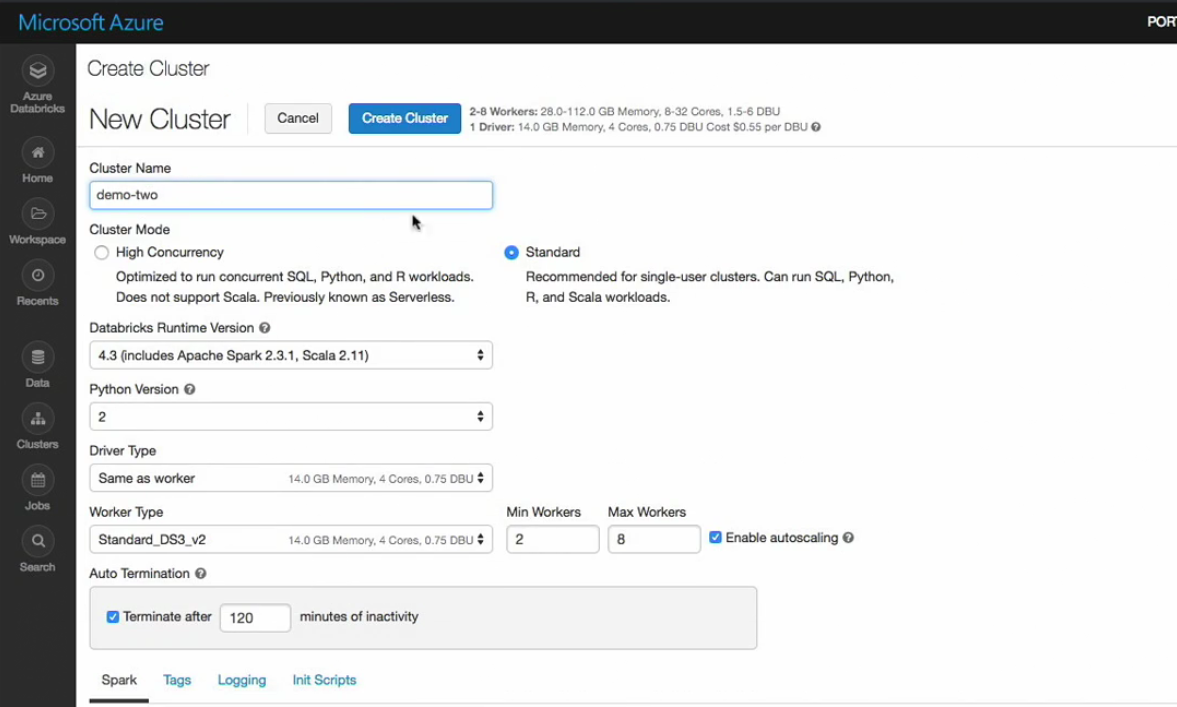 Microsoft Azure
Azure
Databricks
Home
Workspace
Recents
Data
Clusters
Jobs
Search
Create Cluster
New Cluster
Cancel
Create Cluster
2-8 Workers: 28.0-112.0 GB Memory, 8-32 Cores, 1.5-6 DBU
1 Driver: 14.0 GB Memory, 4 Cores, 0.75 DBU Cost $0.55 per DBU
Cluster Name
demo-two
Cluster Mode
High Concurrency
Optimized to run concurrent SQL, Python, and R workloads.
Does not support Scala. Previously known as Serverless.
Standard
Recommended for single-user clusters. Can run SQL, Python,
R, and Scala workloads.
Databricks Runtime Version
4.3 (includes Apache Spark 2.3.1, Scala 2.11)
Python Version
2
Driver Type
Same as worker 14.0 GB Memory, 4 Cores, 0.75 DBU
Worker Type
Standard_DS3_v2 14.0 GB Memory, 4 Cores, 0.75 DBU
Min Workers
2
Max Workers
8
Enable autoscaling
Auto Termination
Terminate after 120 minutes of inactivity
Spark Tags Logging Init Scripts